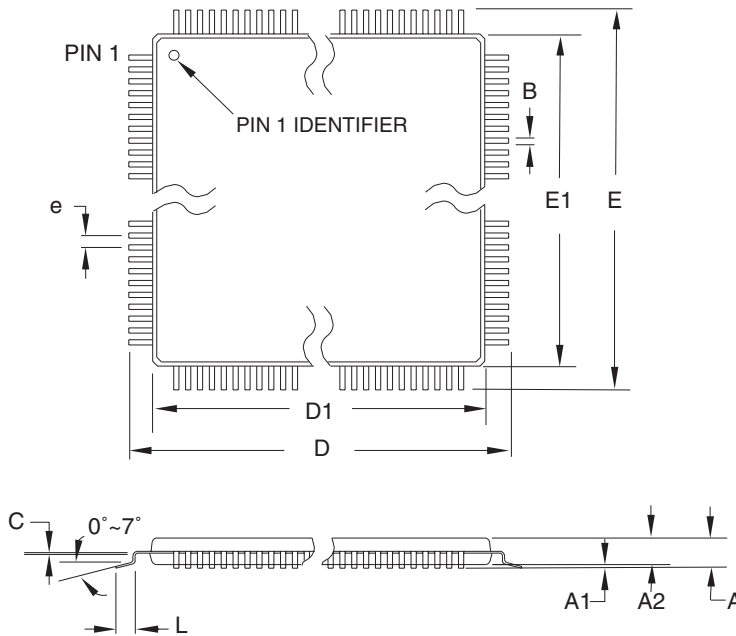 PIN 1
PIN 1 IDENTIFIER
B
e
E1
E
D1
D
C
0°~7°
L
A1
A2
A